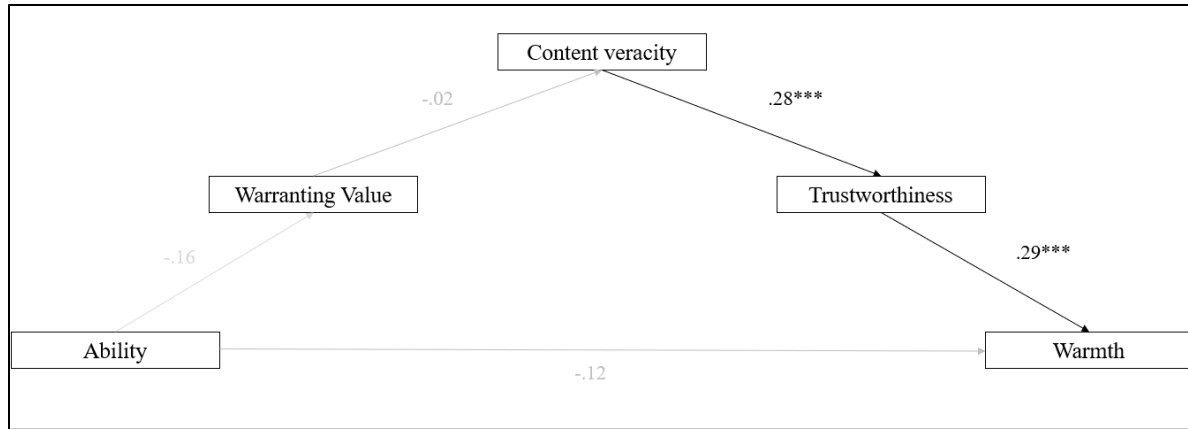 Content veracity
-.02
.28***
Warranting Value
Trustworthiness
-.16
.29***
Ability
Warmth
-.12